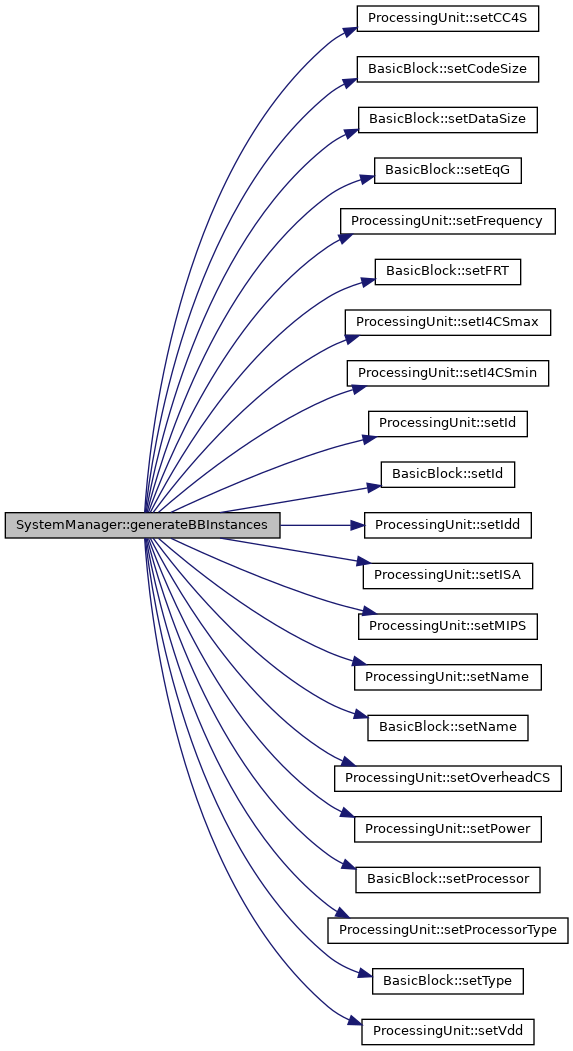 ProcessingUnit::setCC4S
BasicBlock::setCodeSize
BasicBlock::setDataSize
BasicBlock::setEqG
ProcessingUnit::setFrequency
BasicBlock::setFRT
ProcessingUnit::setI4CSmax
ProcessingUnit::setI4CSmin
ProcessingUnit::setId
BasicBlock::setId
SystemManager::generateBBInstances
ProcessingUnit::setIdd
ProcessingUnit::setISA
ProcessingUnit::setMIPS
ProcessingUnit::setName
BasicBlock::setName
ProcessingUnit::setOverheadCS
ProcessingUnit::setPower
BasicBlock::setProcessor
ProcessingUnit::setProcessorType
BasicBlock::setType
ProcessingUnit::setVdd